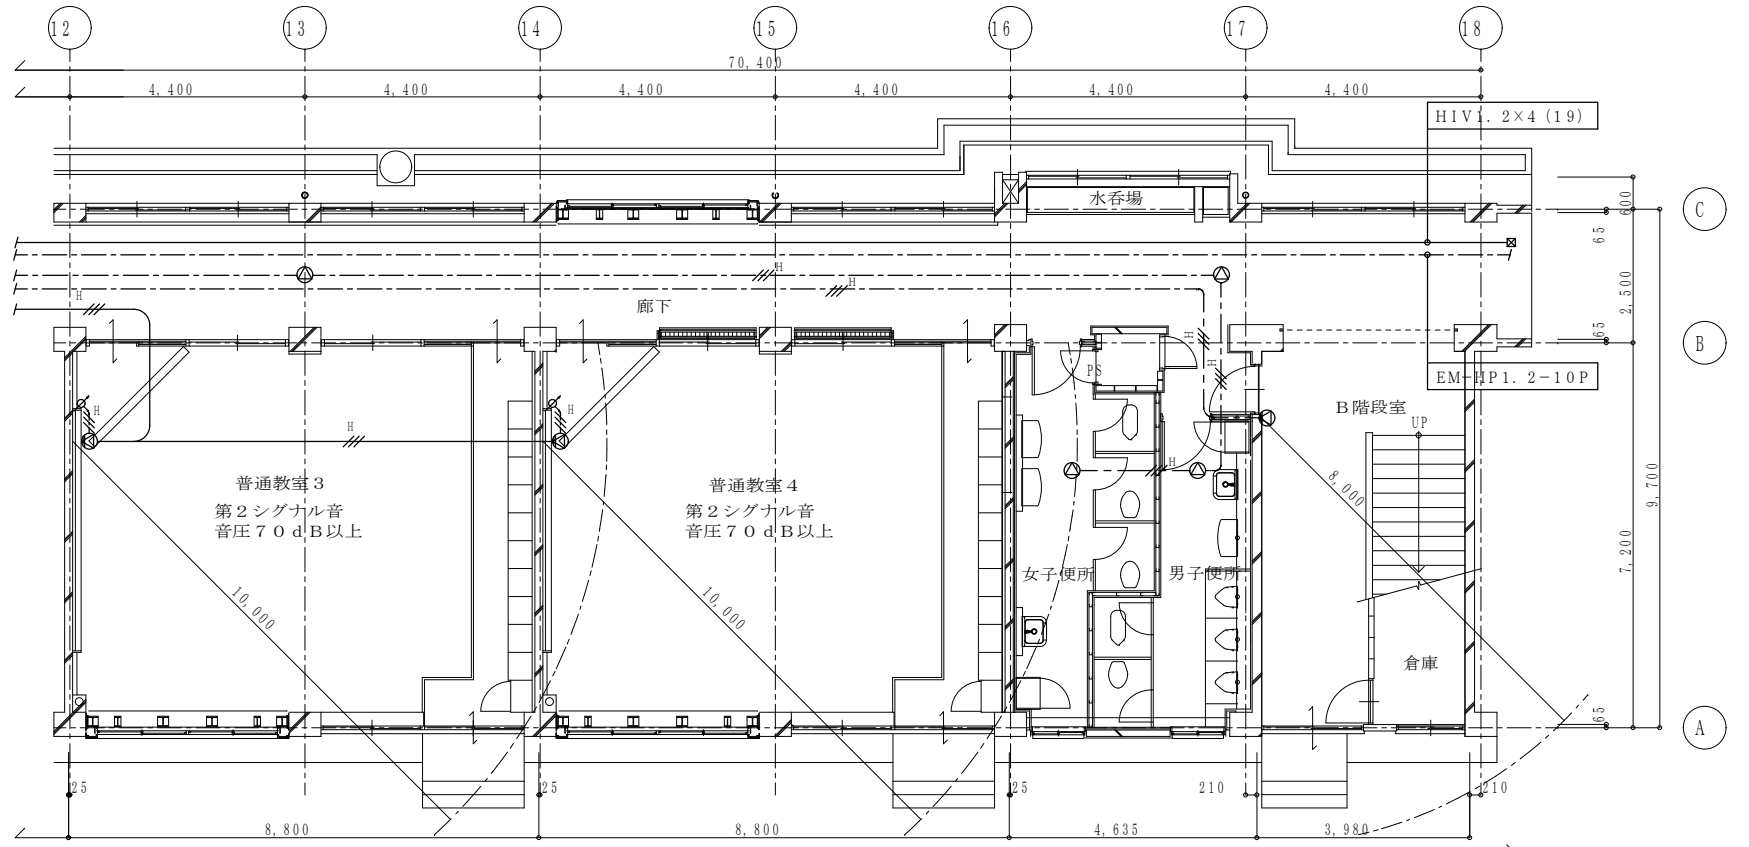 12 13 14 15 16 17 18
70,400
4,400 4,400 4,400 4,400 4,400 4,400
HIV1.2×4(19)
水呑場
600
C
65
H
H
H
2,500
廊下
H
H
65
B
PS
EM-HP1.2-10P
B階段室
H
H
UP
H
H
普通教室3
第2シグナル音
音圧70dB以上
普通教室4
第2シグナル音
音圧70dB以上
8,000
9,700
7,200
女子便所
男子便所
10,000
10,000
倉庫
65
A
25 25 25 210 210
8,800 8,800 4,635 3,980